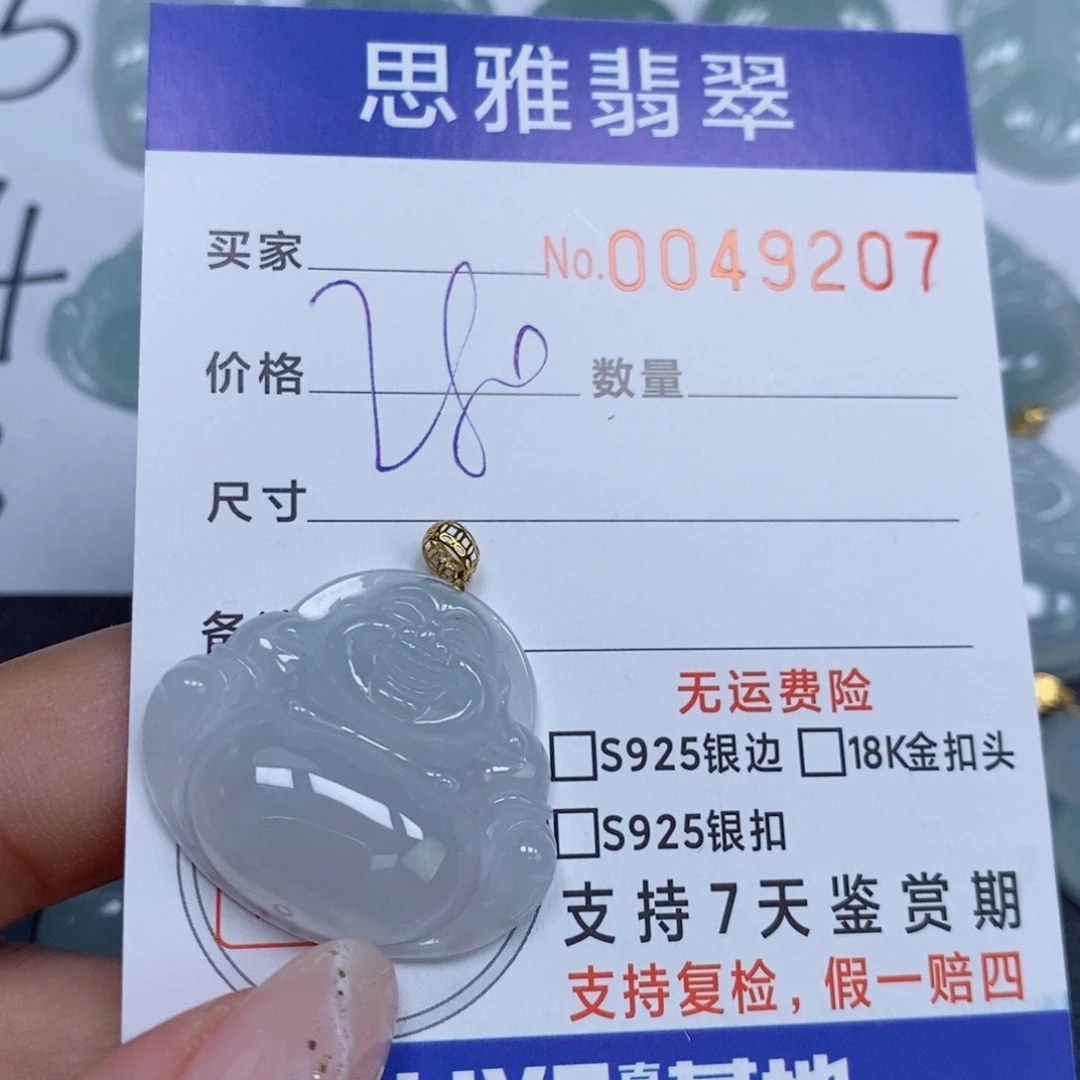 思雅翡翠
买家 No.0049207
价格 数量
尺寸
备
无运费险
□S925银边 □18K金扣头
□S925银扣
支持7天鉴赏期
支持复检，假一赔四